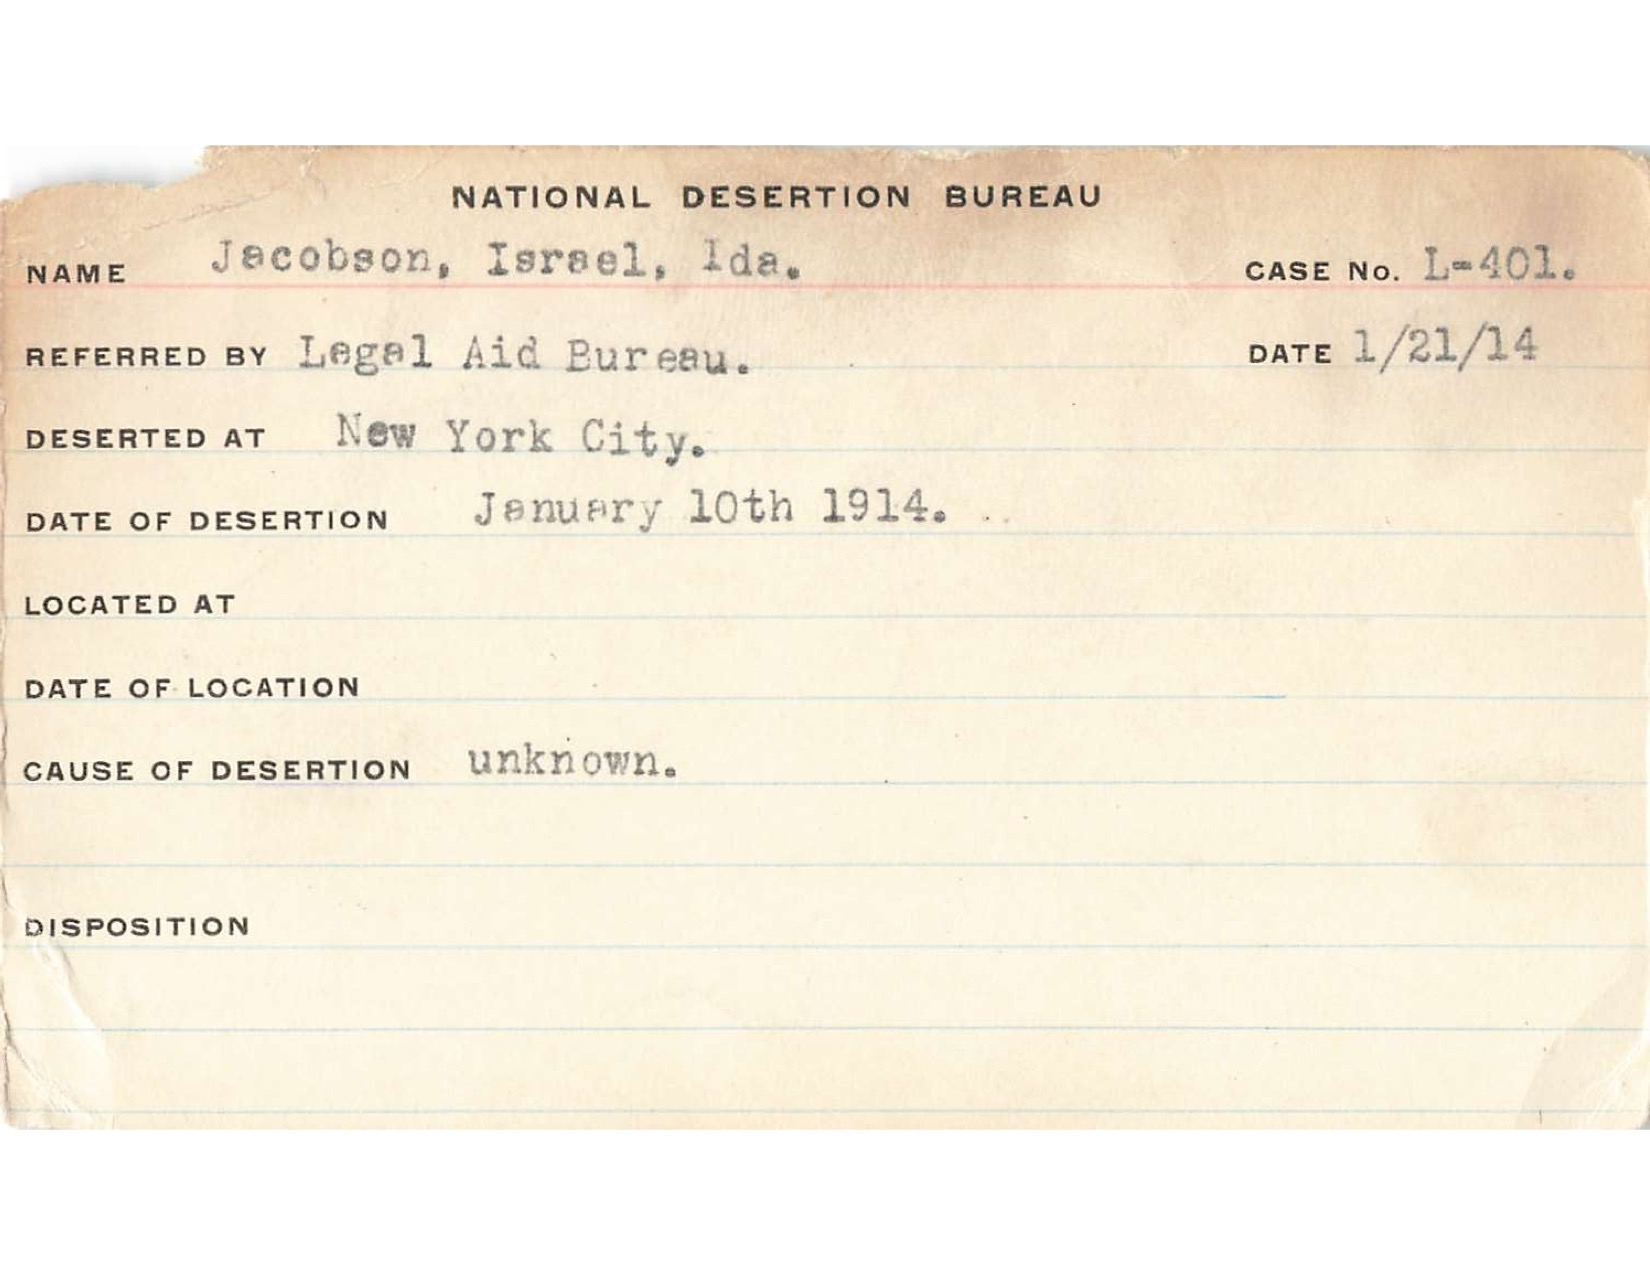 NATIONAL DESERTION BUREAU
NAME Jacobson, Israel, Ida. CASE No. L-401.
REFERRED BY Legal Aid Bureau. DATE 1/21/14
DESERTED AT New York City.
DATE OF DESERTION January 10th 1914.
LOCATED AT
DATE OF LOCATION
CAUSE OF DESERTION unknown.
DISPOSITION